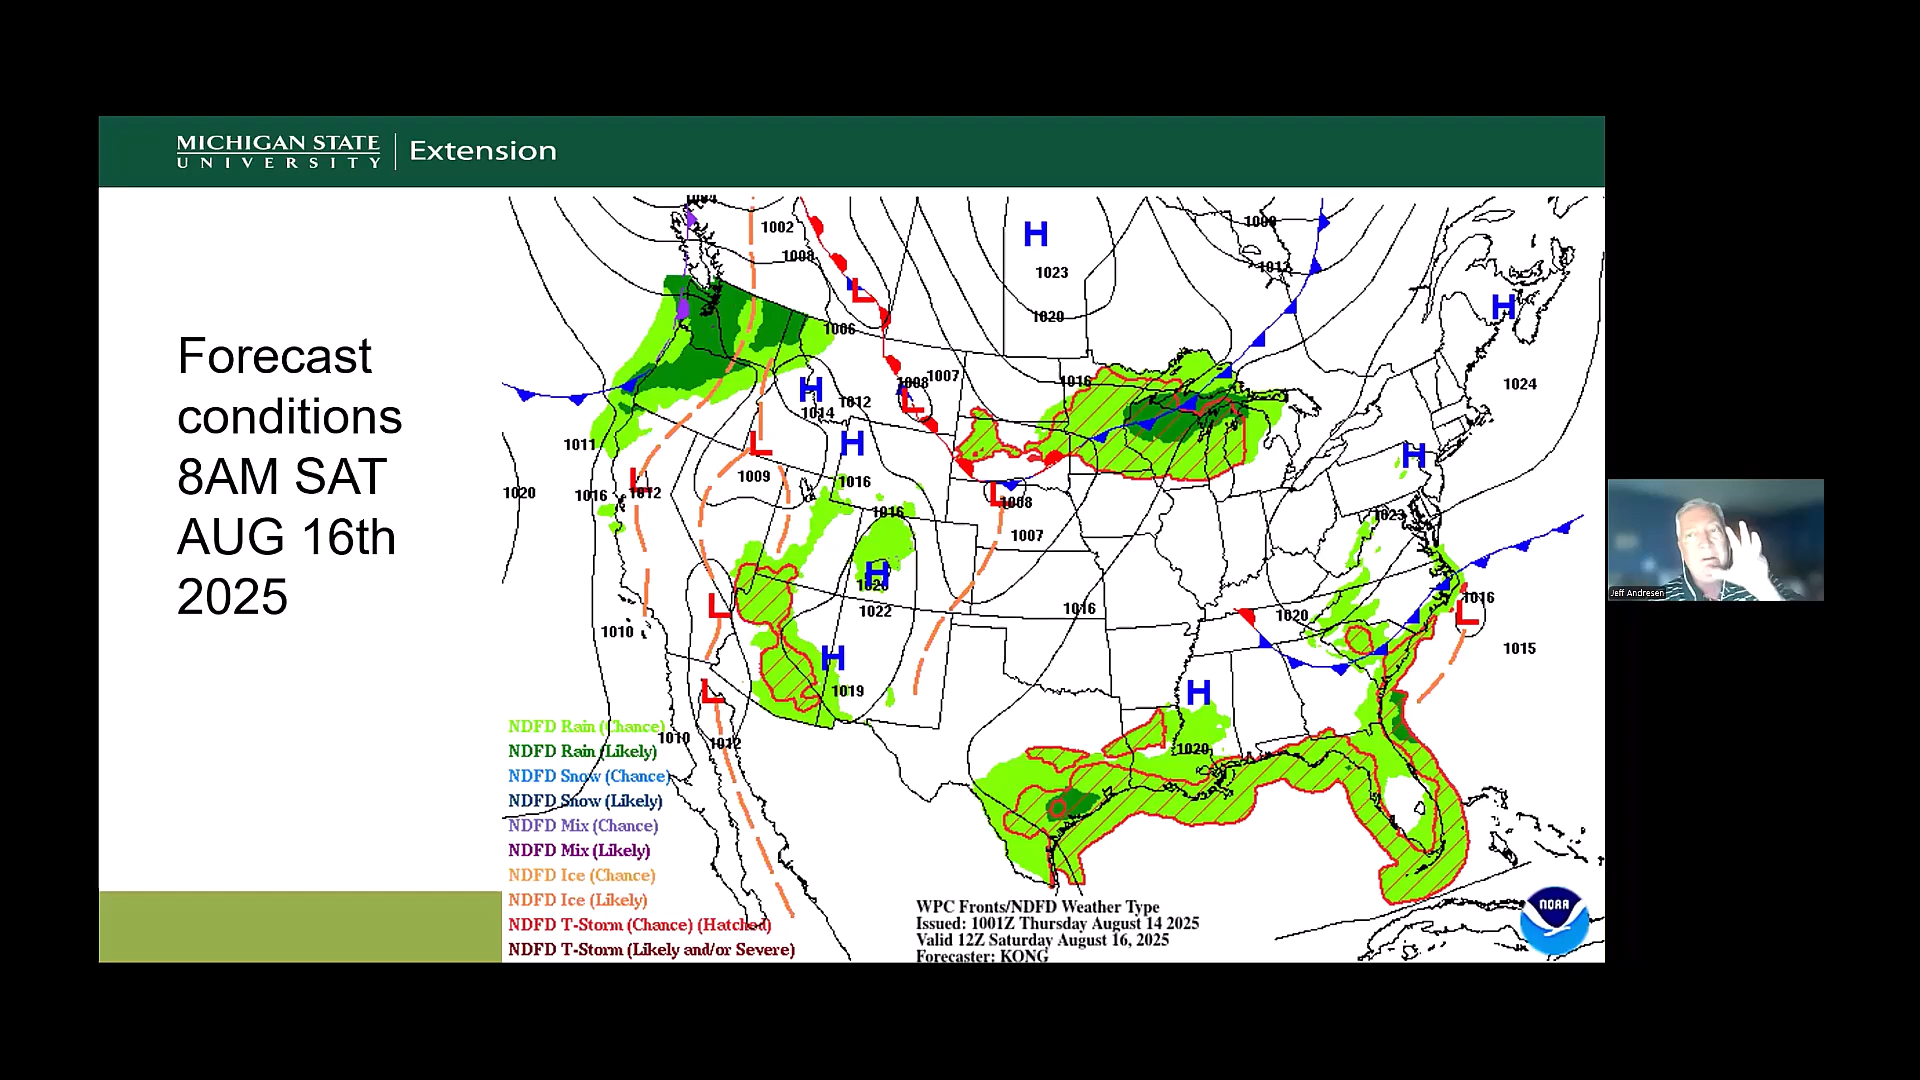 MICHIGAN STATE
UNIVERSITY
Extension
Forecast
conditions
8AM SAT
AUG 16th
2025
1002
1008
H
1023
1020
1006
1008
1007
H
1014
1012
H
1016
L
1009
L
1012
1016
1011
1020
1016
1016
L
1008
1007
H
1022
1016
H
1019
L
1010
L
1010
1012
L
L
1012
H
1024
H
1023
1020
L
1016
1015
H
1020
NDFD Rain (Chance)
NDFD Rain (Likely)
NDFD Snow (Chance)
NDFD Snow (Likely)
NDFD Mix (Chance)
NDFD Mix (Likely)
NDFD Ice (Chance)
NDFD Ice (Likely)
NDFD T-Storm (Chance) (Hatched)
NDFD T-Storm (Likely and/or Severe)
WPC Fronts/NDFD Weather Type
Issued: 1001Z Thursday August 14 2025
Valid 12Z Saturday August 16, 2025
Forecaster: KONG
NOAA
Jeff Andresen